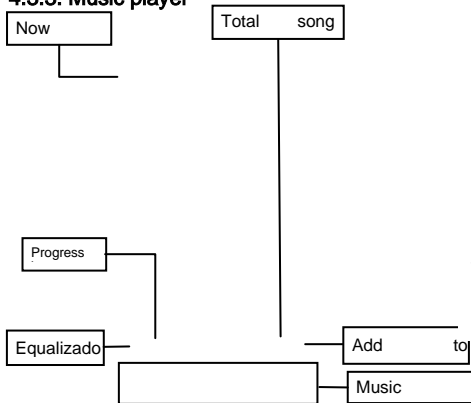 4.3.3. Music player
Now
Total song
Progress
Equalizado
Add to
Music